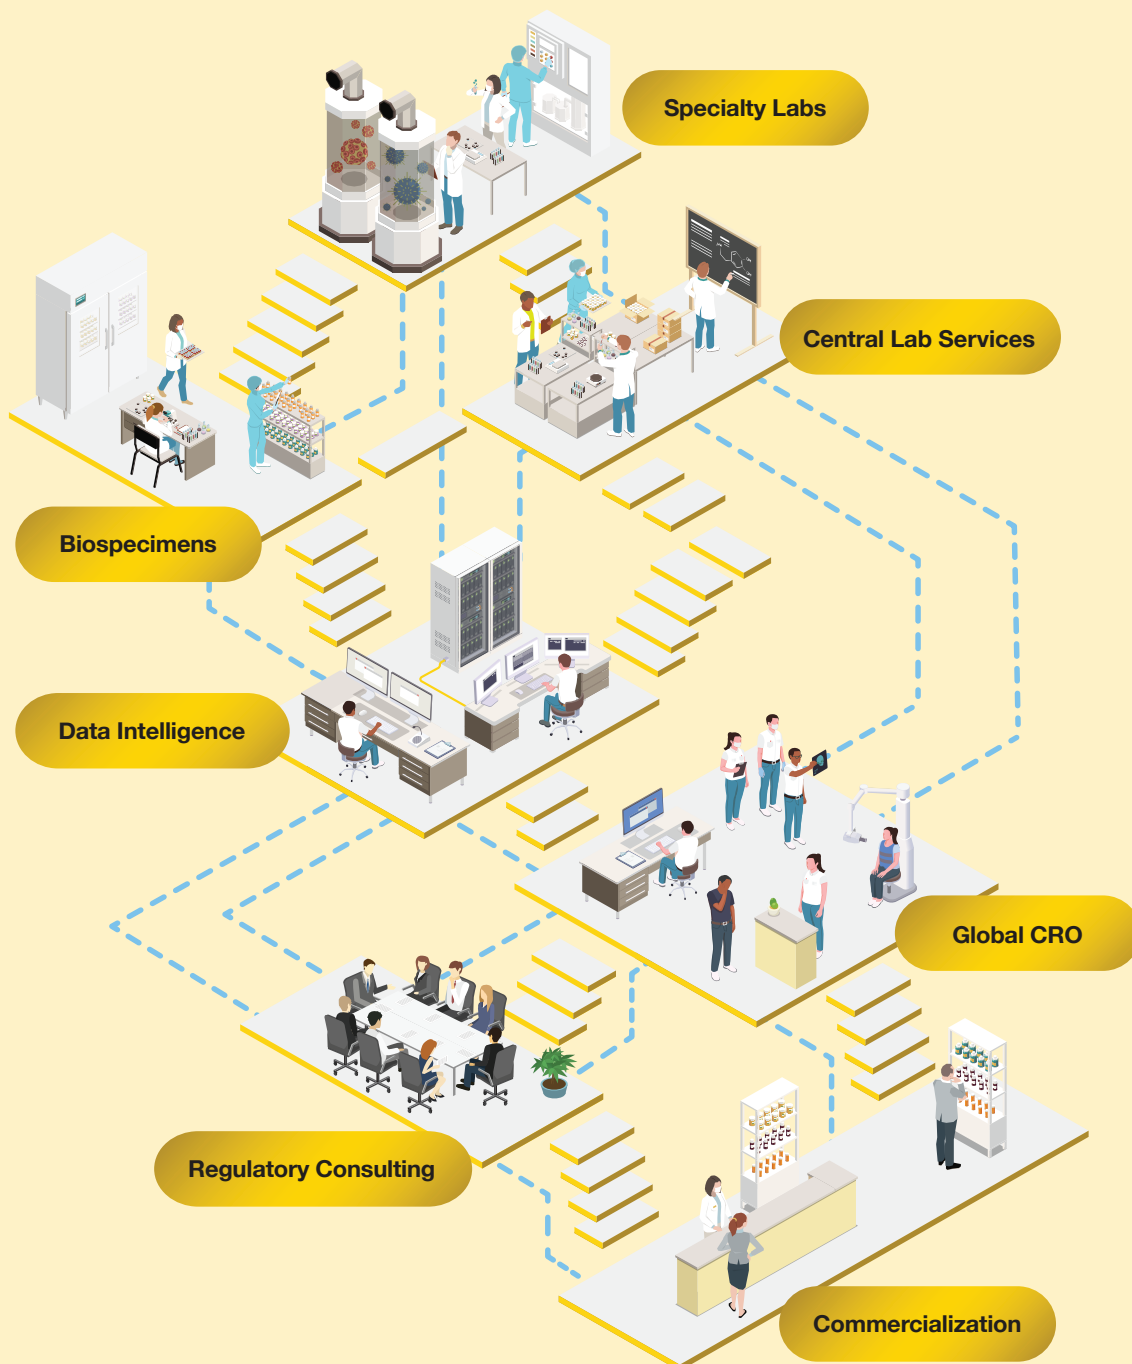 Specialty Labs
Central Lab Services
Biospecimens
Data Intelligence
Global CRO
Regulatory Consulting
Commercialization